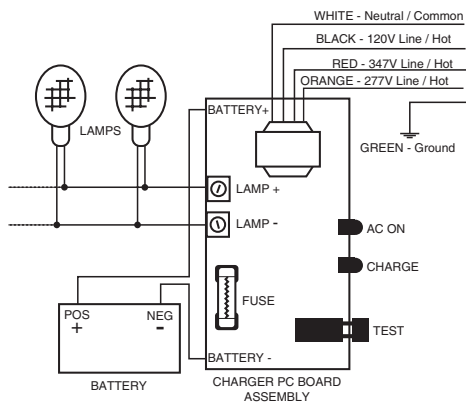 WHITE - Neutral / Common
BLACK - 120V Line / Hot
RED - 347V Line / Hot
ORANGE - 277V Line / Hot
BATTERY+
LAMPS
GREEN - Ground
LAMP +
LAMP -
AC ON
CHARGE
FUSE
POS
NEG
+
-
TEST
BATTERY -
BATTERY
CHARGER PC BOARD
ASSEMBLY